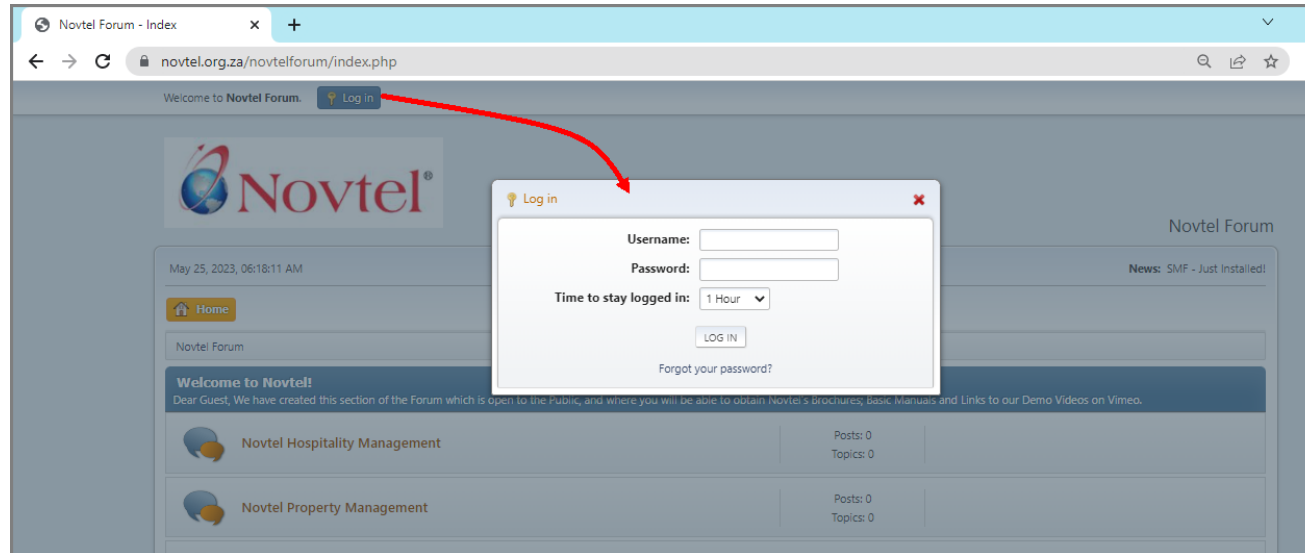 Novtel Forum - Index
novtel.org.za/novtelforum/index.php
Welcome to Novtel Forum. Log in
Novtel®
Log in
Username:
Password:
Time to stay logged in: 1 Hour
LOG IN
Forgot your password?
Novtel Forum
May 25, 2023, 06:18:11 AM
News: SMF - Just Installed!
Home
Novtel Forum
Welcome to Novtel!
Dear Guest, We have created this section of the Forum which is open to the Public, and where you will be able to obtain Novtel's Brochures; Basic Manuals and Links to our Demo Videos on Vimeo.
Novtel Hospitality Management
Posts: 0
Topics: 0
Novtel Property Management
Posts: 0
Topics: 0